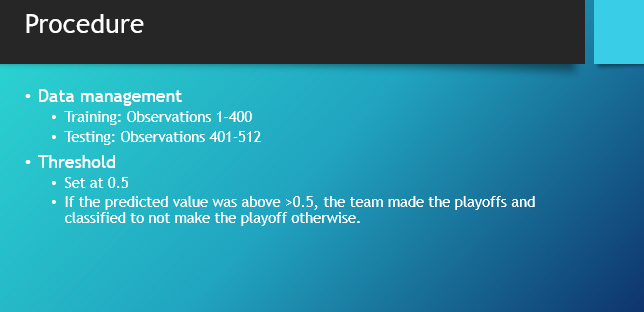 Procedure
• Data management
• Training: Observations 1-400
• Testing: Observations 401-512
• Threshold
• Set at 0.5
• If the predicted value was above >0.5, the team made the playoffs and
classified to not make the playoff otherwise.